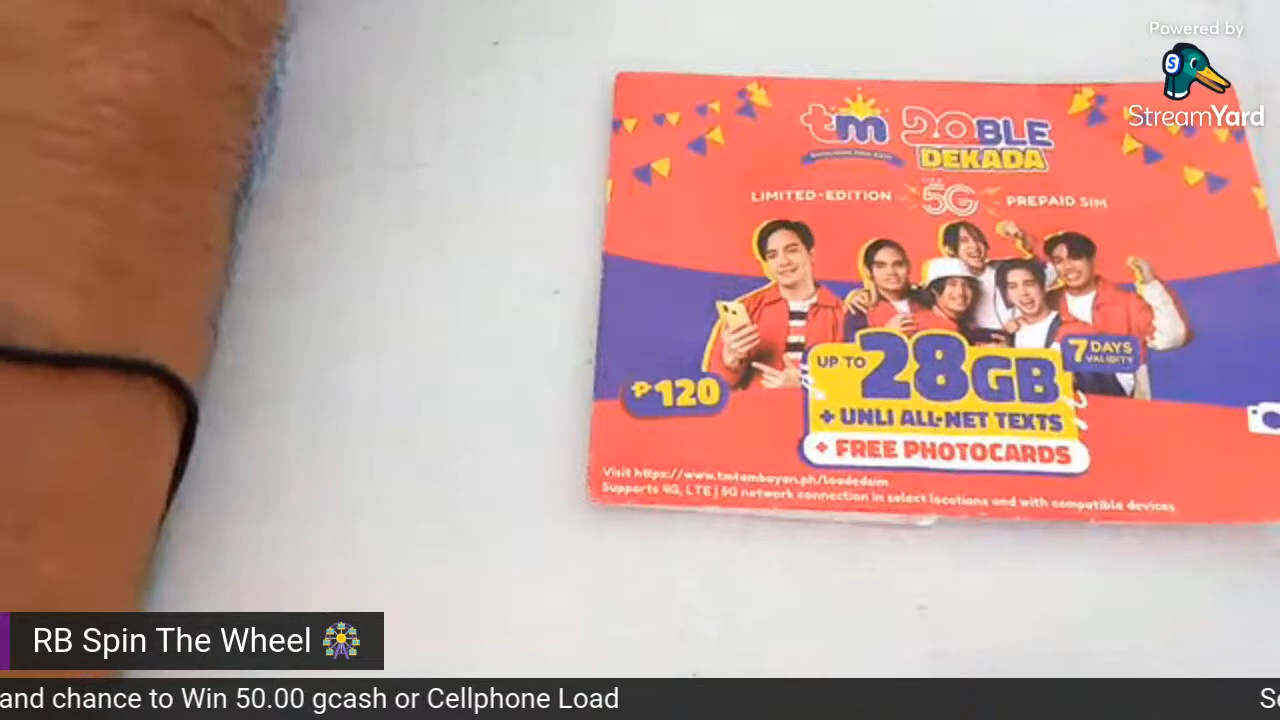 Powered by
StreamYard
tm 20BLE
DEKADA
LIMITED-EDITION 5G PREPAID SIM
7 DAYS
VALIDITY
UP TO 28GB
₱120
+ UNLI ALL-NET TEXTS
+ FREE PHOTOCARDS
Visit https://www.tmtambayan.ph/loadedsim
Supports 4G, LTE | 5G network connection in select locations and with compatible devices
RB Spin The Wheel 🎡
and chance to Win 50.00 gcash or Cellphone Load